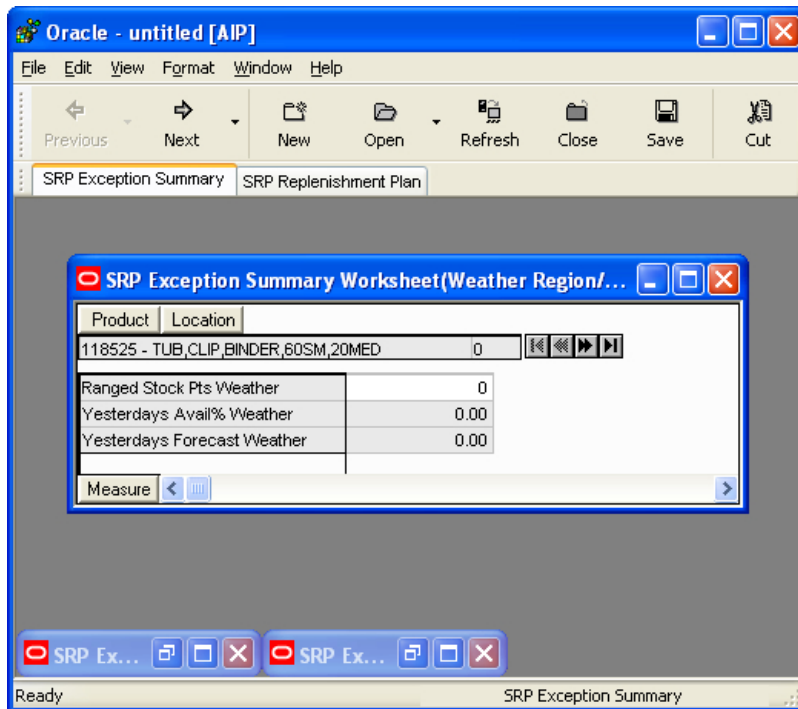 Oracle - untitled [AIP]
File Edit View Format Window Help
Previous Next New Open Refresh Close Save Cut
SRP Exception Summary SRP Replenishment Plan
SRP Exception Summary Worksheet(Weather Region/...
Product Location
118525 - TUB,CLIP,BINDER,60SM,20MED 0
Ranged Stock Pts Weather 0
Yesterdays Avail% Weather 0.00
Yesterdays Forecast Weather 0.00
Measure
SRP Ex... SRP Ex...
Ready SRP Exception Summary